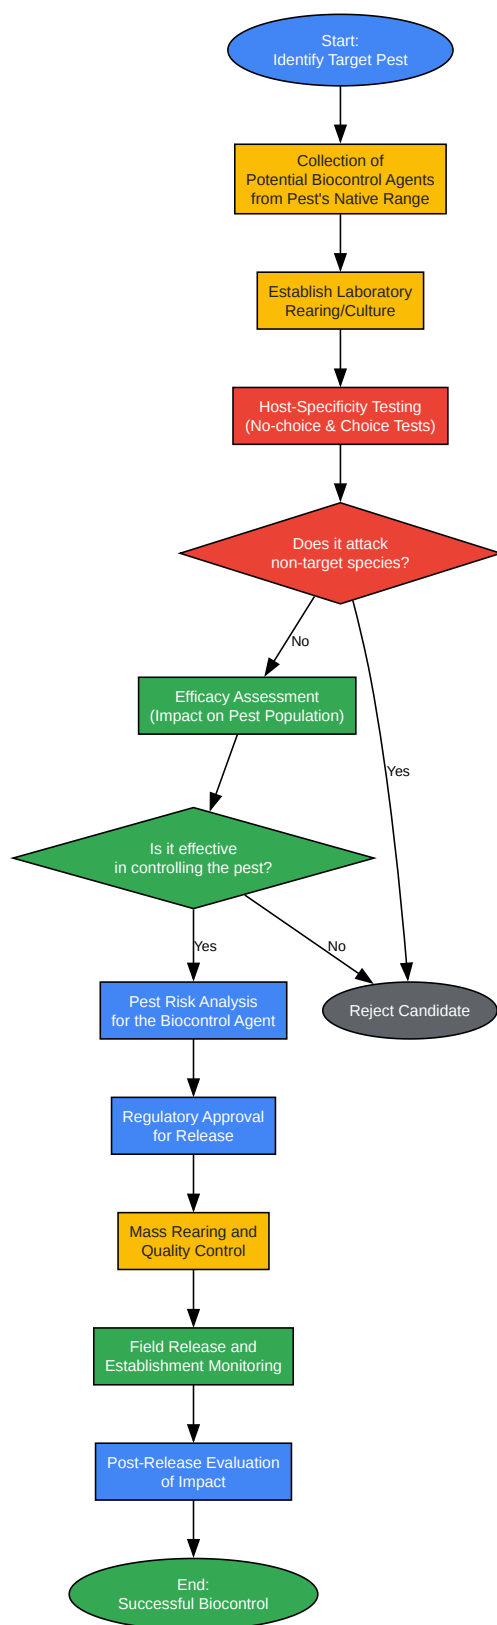 Start:
Identify Target Pest
Collection of
Potential Biocontrol Agents
from Pest's Native Range
Establish Laboratory
Rearing/Culture
Host-Specificity Testing
(No-choice & Choice Tests)
Does it attack
non-target species?
No
Efficacy Assessment
(Impact on Pest Population)
Yes
Is it effective
in controlling the pest?
Yes
No
Pest Risk Analysis
for the Biocontrol Agent
Reject Candidate
Regulatory Approval
for Release
Mass Rearing and
Quality Control
Field Release and
Establishment Monitoring
Post-Release Evaluation
of Impact
End:
Successful Biocontrol